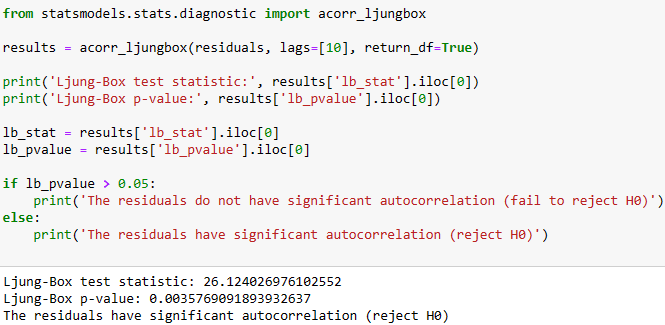 from statsmodels.stats.diagnostic import acorr_ljungbox
results = acorr_ljungbox(residuals, lags=[10], return_df=True)
print('Ljung-Box test statistic:', results['lb_stat'].iloc[0])
print('Ljung-Box p-value:', results['lb_pvalue'].iloc[0])
lb_stat = results['lb_stat'].iloc[0]
lb_pvalue = results['lb_pvalue'].iloc[0]
if lb_pvalue > 0.05:
    print('The residuals do not have significant autocorrelation (fail to reject H0)')
else:
    print('The residuals have significant autocorrelation (reject H0)')
Ljung-Box test statistic: 26.124026976102552
Ljung-Box p-value: 0.0035769091893932637
The residuals have significant autocorrelation (reject H0)